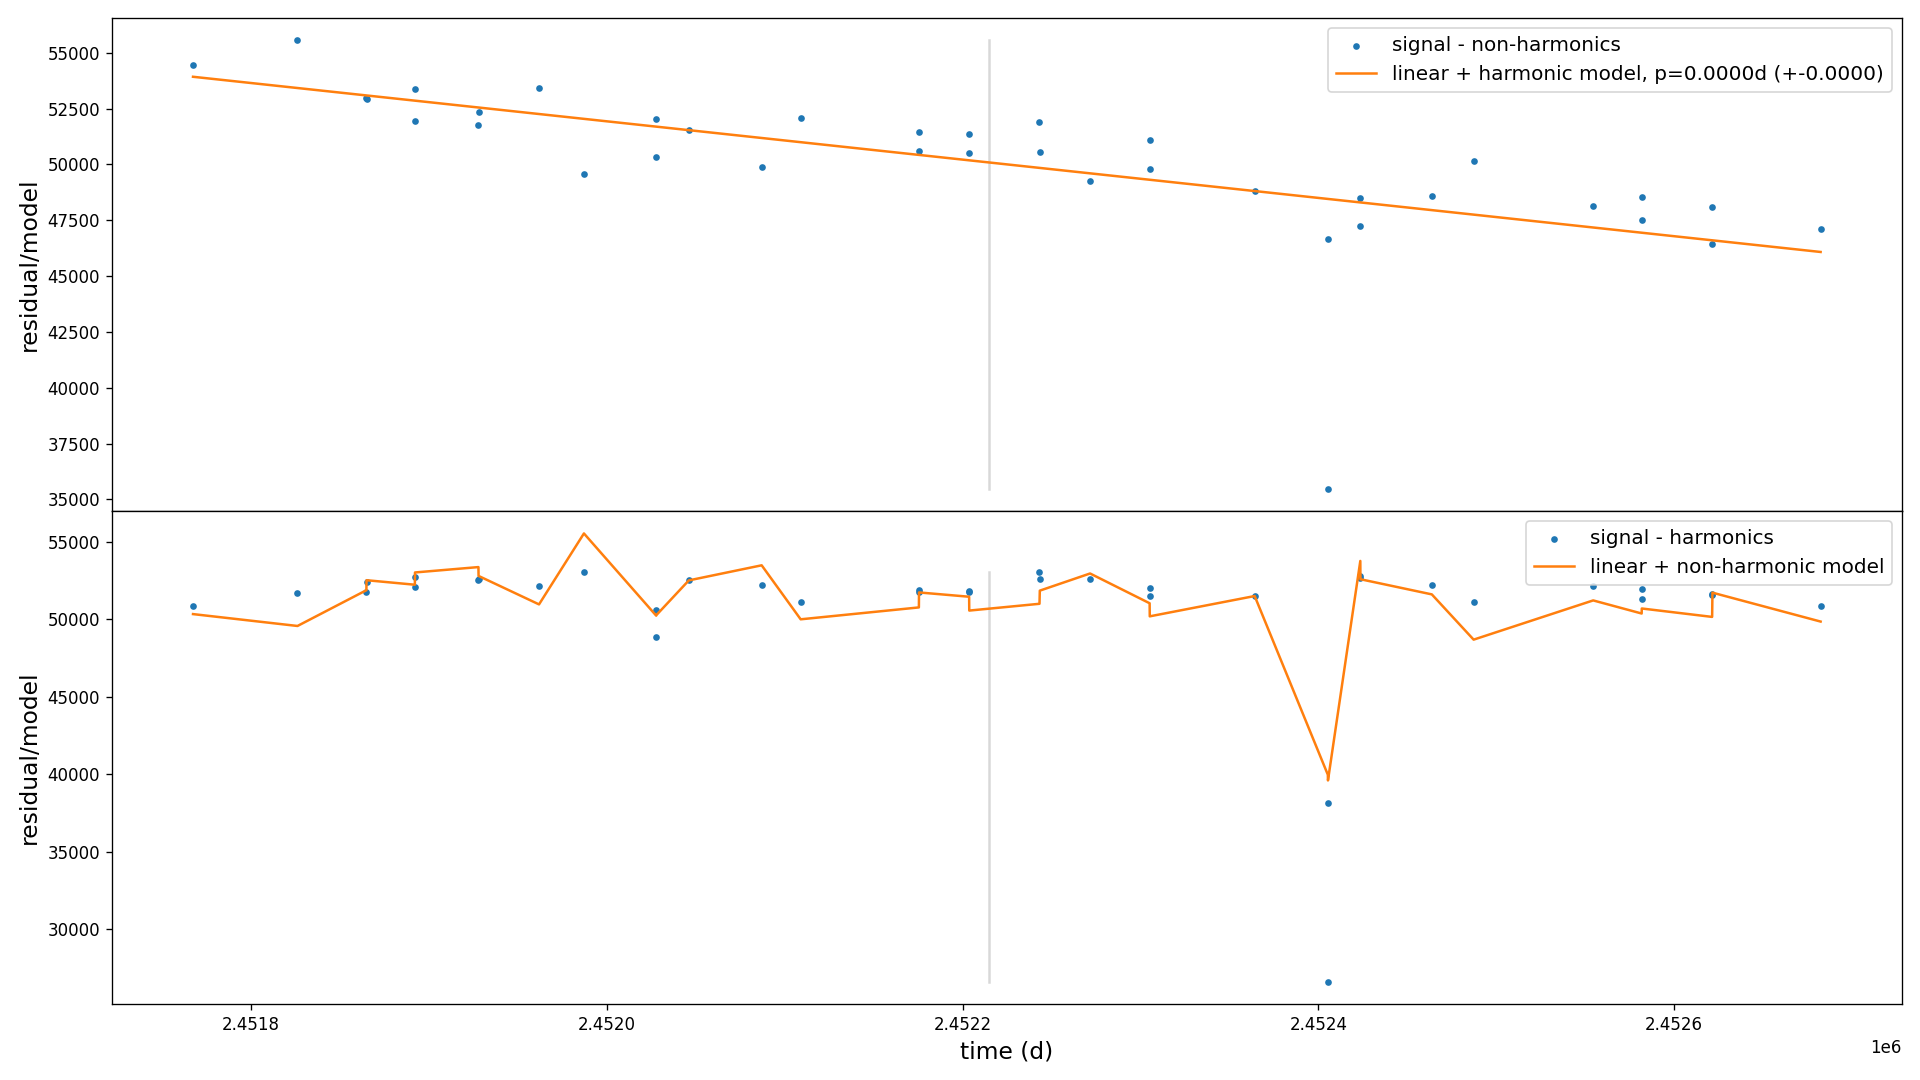 55000
52500
50000
47500
45000
42500
40000
37500
35000
residual/model
signal - non-harmonics
linear + harmonic model, p=0.0000d (+-0.0000)
55000
50000
45000
40000
35000
30000
residual/model
signal - harmonics
linear + non-harmonic model
2.4518
2.4520
2.4522
2.4524
2.4526
time (d)
1e6